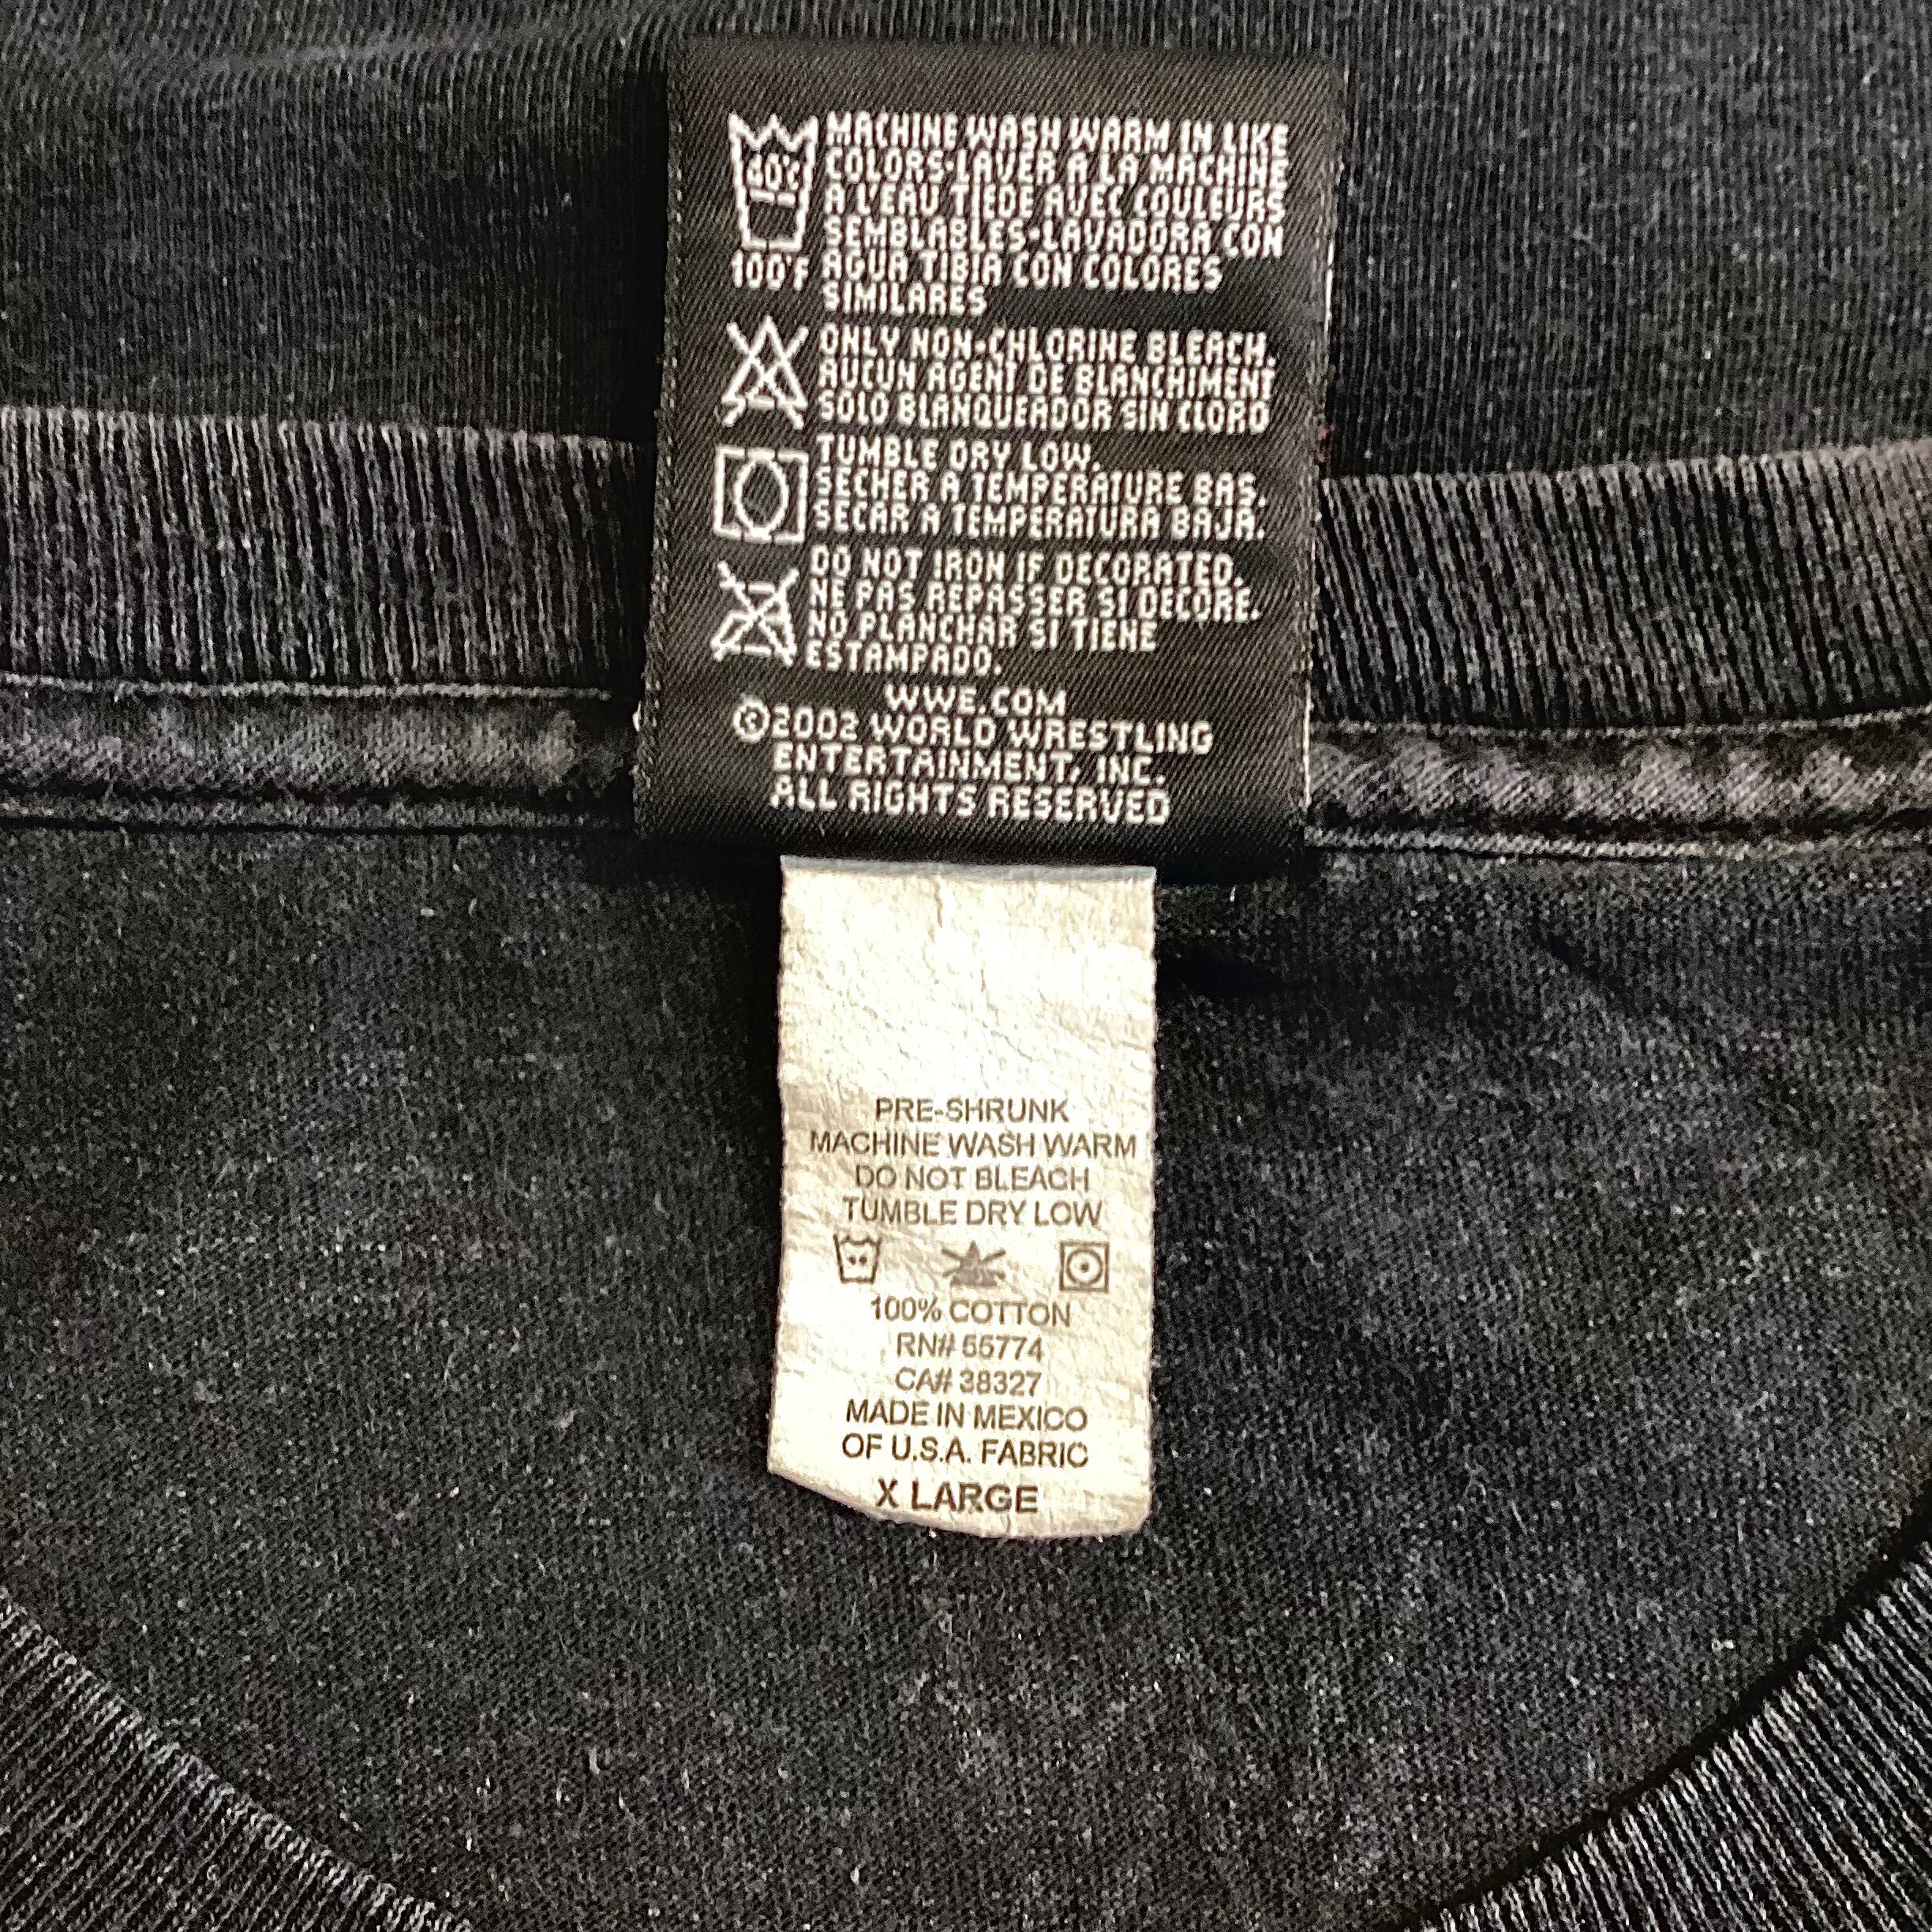 MACHINE WASH WARM IN LIKE
COLORS·LAVER A LA MACHINE
A L'EAU TIEDE AVEC COULEURS
SEMBLABLES·LAVADORA CON
100°F AGUA TIBIA CON COLORES
SIMILARES
ONLY NON-CHLORINE BLEACH.
AUCUN AGENT DE BLANCHIMENT
SOLO BLANQUEADOR SIN CLORO
TUMBLE DRY LOW.
SECHER A TEMPERATURE BAS.
SECAR A TEMPERATURA BAJA.
DO NOT IRON IF DECORATED.
NE PAS REPASSER SI DECORE.
NO PLANCHAR SI TIENE
ESTAMPADO.
WWE.COM
©2002 WORLD WRESTLING
ENTERTAINMENT, INC.
ALL RIGHTS RESERVED
PRE-SHRUNK
MACHINE WASH WARM
DO NOT BLEACH
TUMBLE DRY LOW
100% COTTON
RN# 55774
CA# 38327
MADE IN MEXICO
OF U.S.A. FABRIC
X LARGE